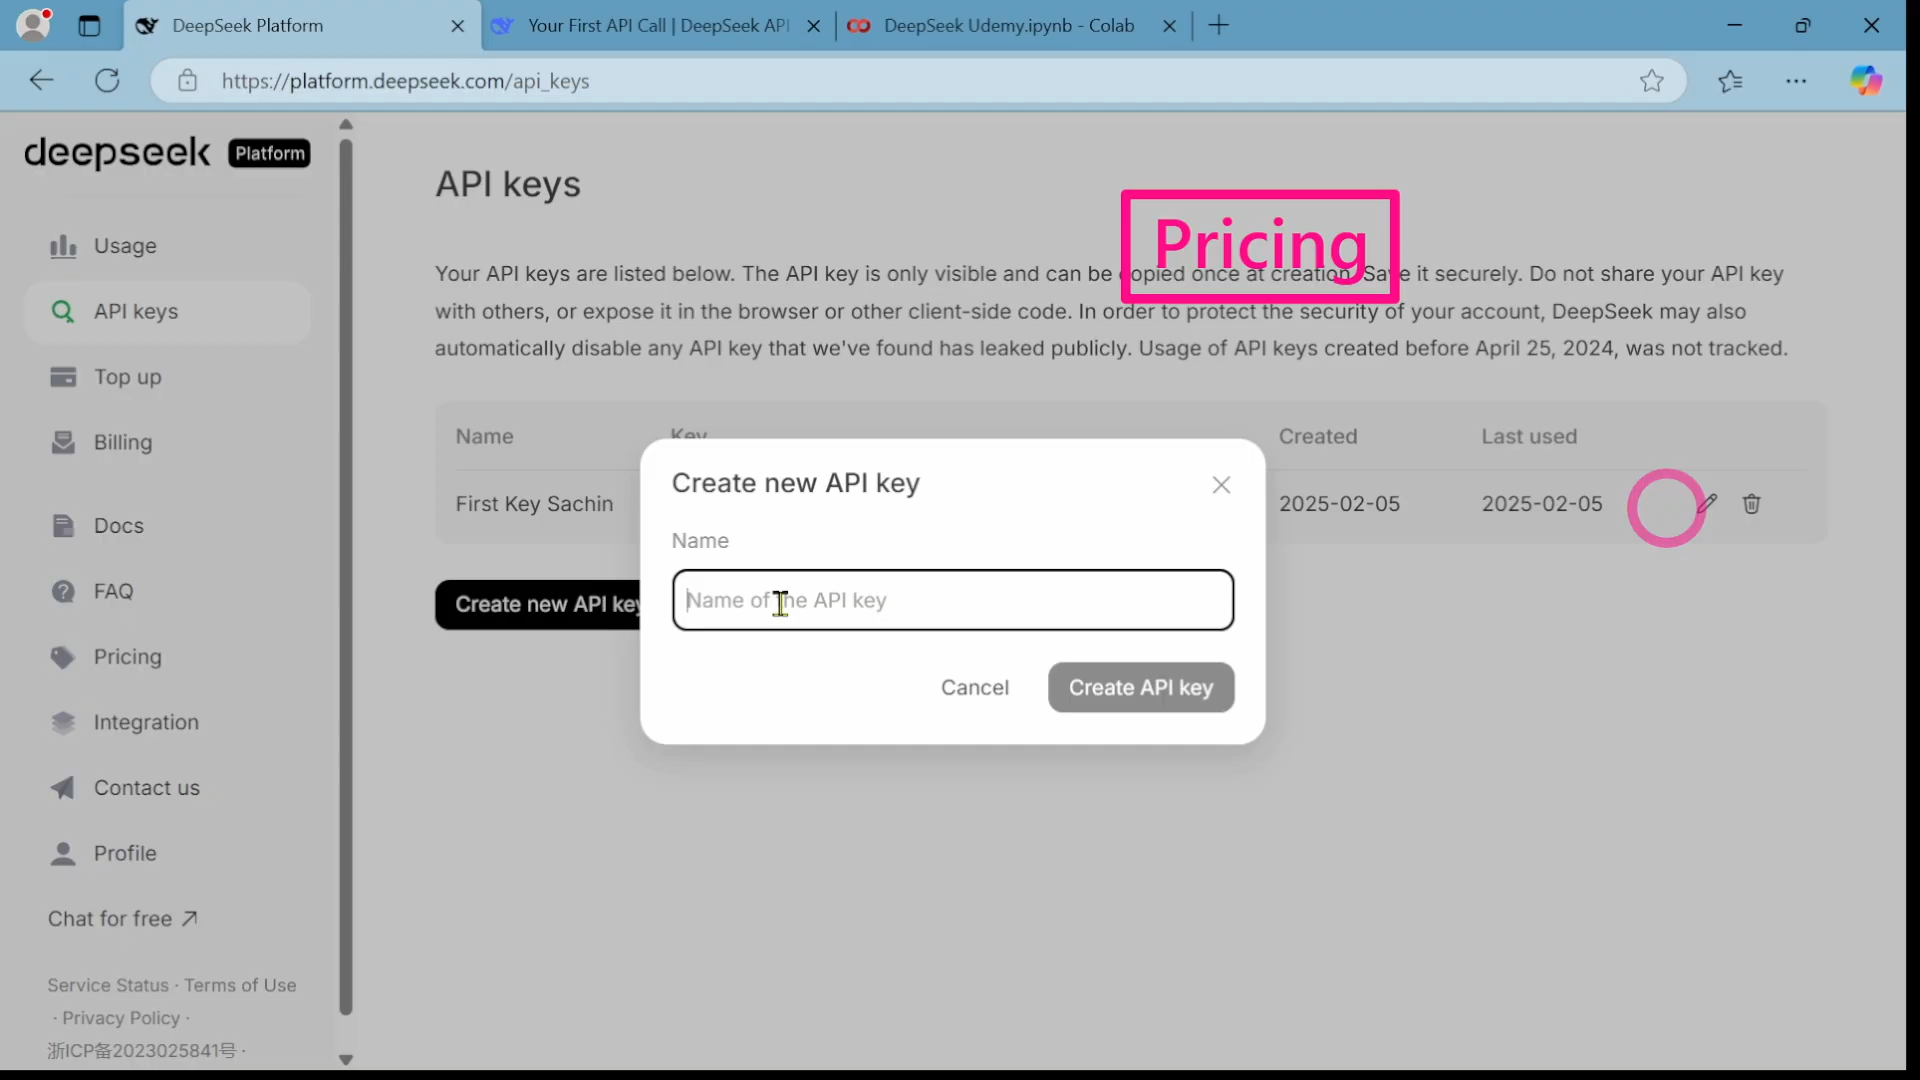 DeepSeek Platform
Your First API Call | DeepSeek API
DeepSeek Udemy.ipynb - Colab
https://platform.deepseek.com/api_keys
deepseek Platform
Usage
API keys
Top up
Billing
Docs
FAQ
Pricing
Integration
Contact us
Profile
Chat for free
Service Status · Terms of Use
· Privacy Policy ·
浙ICP备2023025841号 ·
API keys
Pricing
Your API keys are listed below. The API key is only visible and can be copied once at creation. Save it securely. Do not share your API key
with others, or expose it in the browser or other client-side code. In order to protect the security of your account, DeepSeek may also
automatically disable any API key that we've found has leaked publicly. Usage of API keys created before April 25, 2024, was not tracked.
Name Key Created Last used
First Key Sachin 2025-02-05 2025-02-05
Create new API key
Create new API key
Name
Name of the API key
Cancel Create API key